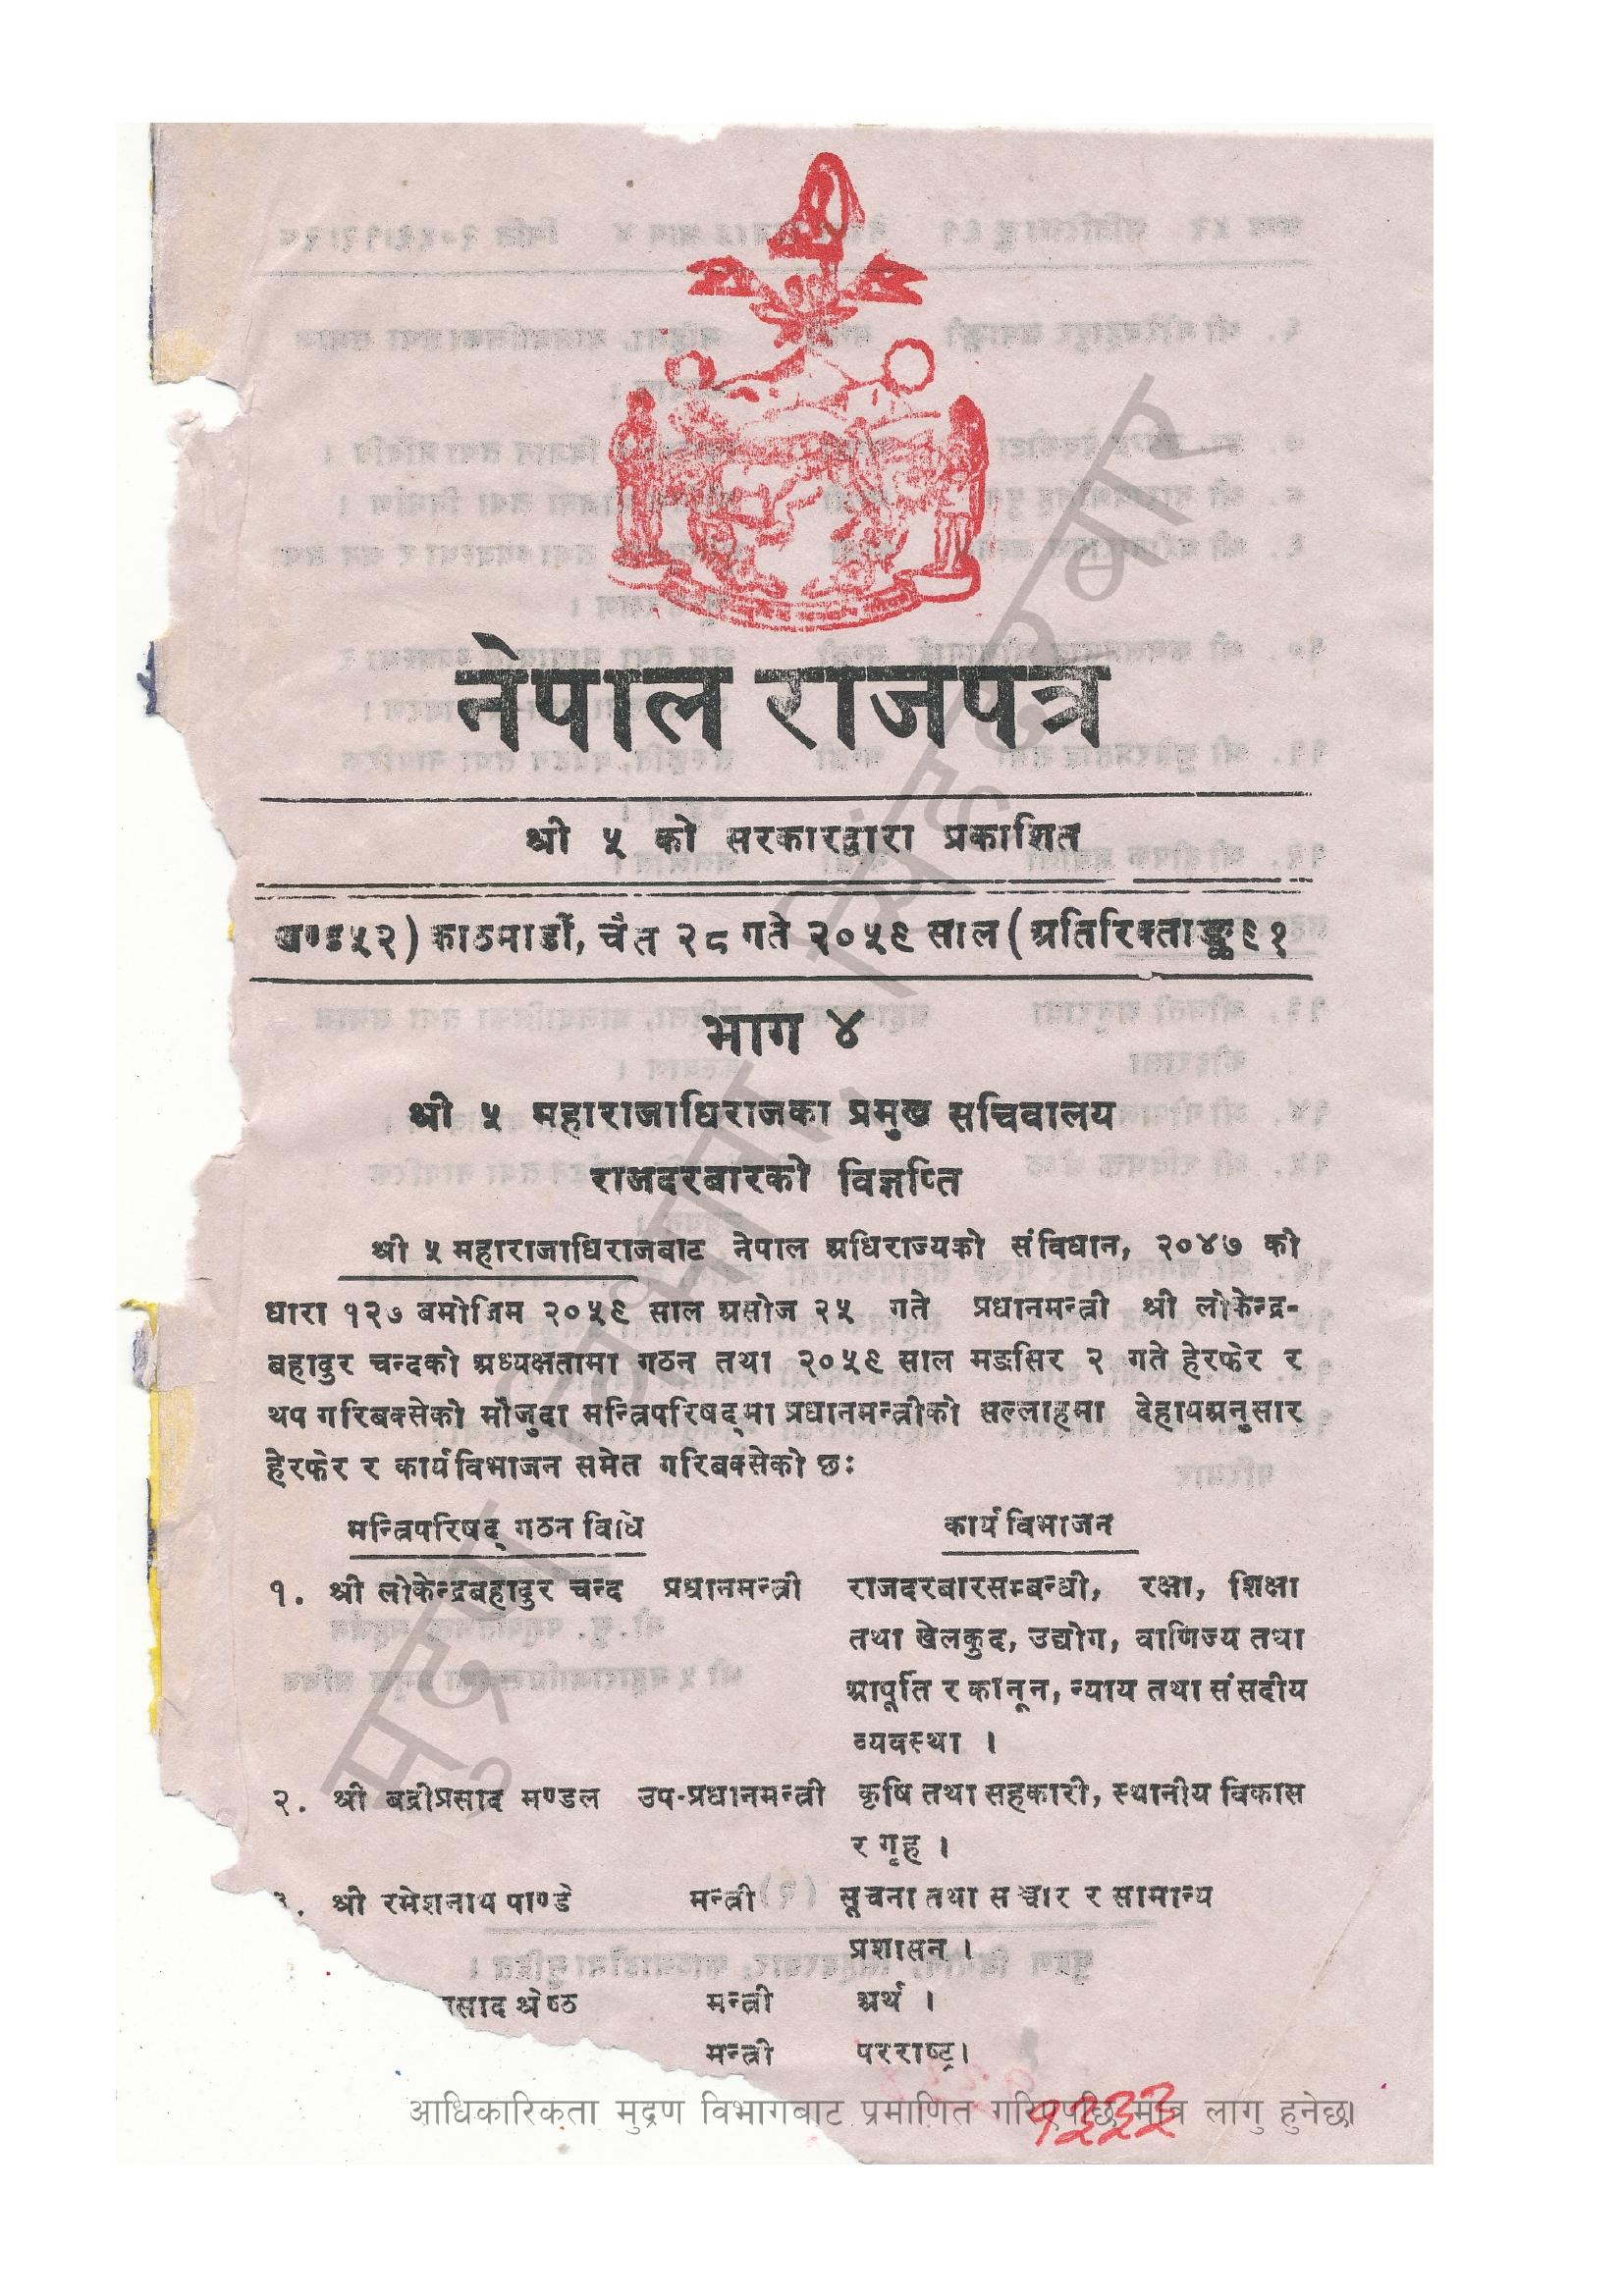 नेपाल राजपत्र
श्री ५ को सरकारद्वारा प्रकाशित
खण्ड५२) काठमाडौं, चैत २८ गते २०५९ साल ( अतिरिक्ताङ्क ९१
भाग ४
श्री ५ महाराजाधिराजका प्रमुख सचिवालय
राजदरबारको विज्ञप्ति
श्री ५ महाराजाधिराजबाट नेपाल अधिराज्यको संविधान, २०४७ को
धारा १२७ बमोजिम २०५९ साल असोज २५ गते प्रधानमन्त्री श्री लोकेन्द्र-
बहादुर चन्दको अध्यक्षतामा गठन तथा २०५९ साल मङसिर २ गते हेरफेर र
थप गरिबक्सेको मौजुदा मन्त्रिपरिषद्मा प्रधानमन्त्रीको सल्लाहमा देहायअनुसार
हेरफेर र कार्यविभाजन समेत गरिबक्सेको छः
मन्त्रिपरिषद् गठन विधि कार्य विभाजन
१. श्री लोकेन्द्रबहादुर चन्द प्रधानमन्त्री राजदरबारसम्बन्धी, रक्षा, शिक्षा
तथा खेलकुद, उद्योग, वाणिज्य तथा
आपूर्ति र कानून, न्याय तथा संसदीय
व्यवस्था ।
२. श्री बद्रीप्रसाद मण्डल उप-प्रधानमन्त्री कृषि तथा सहकारी, स्थानीय विकास
र गृह ।
श्री रमेशनाथ पाण्डे मन्त्री सूचना तथा सञ्चार र सामान्य
प्रशासन ।
साद श्रेष्ठ मन्त्री अर्थ ।
मन्त्री परराष्ट्र।
आधिकारिकता मुद्रण विभागबाट प्रमाणित गरिएपछि मात्र लागु हुनेछ।
१३३३
मुद्रण विभाग, सिंहदरबार